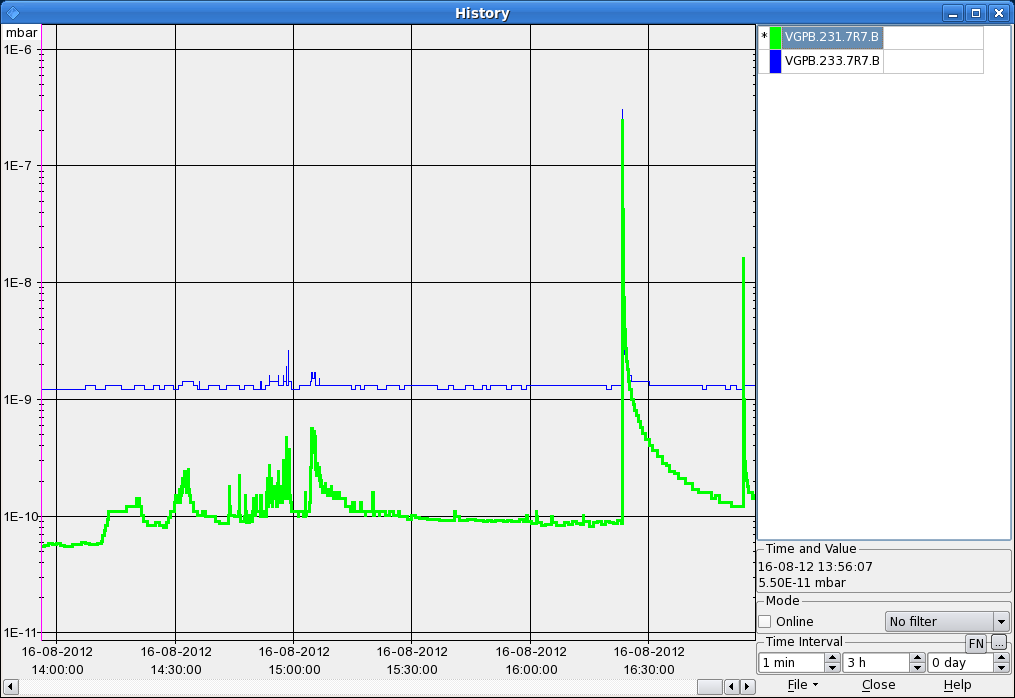 History
mbar
1E-6
1E-7
1E-8
1E-9
1E-10
1E-11
16-08-2012 16-08-2012 16-08-2012 16-08-2012 16-08-2012 16-08-2012
14:00:00 14:30:00 15:00:00 15:30:00 16:00:00 16:30:00
* VGPB.231.7R7.B
VGPB.233.7R7.B
Time and Value
16-08-12 13:56:07
5.50E-11 mbar
Mode
Online No filter
Time Interval FN ...
1 min 3 h 0 day
File Close Help